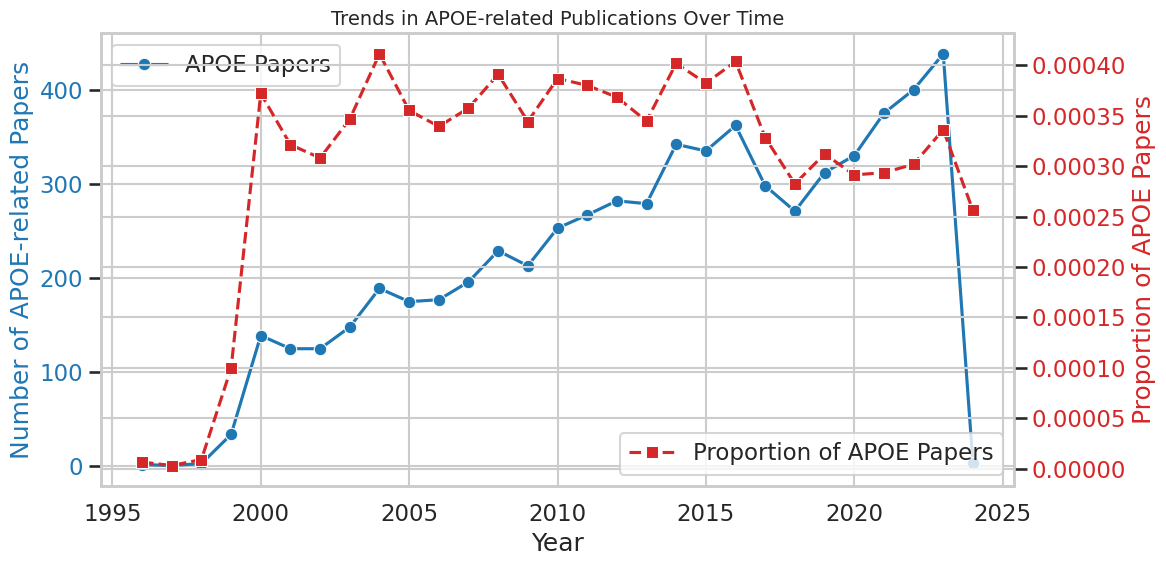 Trends in APOE-related Publications Over Time
APOE Papers
Proportion of APOE Papers
Number of APOE-related Papers
400
300
200
100
0
Proportion of APOE Papers
0.00040
0.00035
0.00030
0.00025
0.00020
0.00015
0.00010
0.00005
0.00000
1995 2000 2005 2010 2015 2020 2025
Year